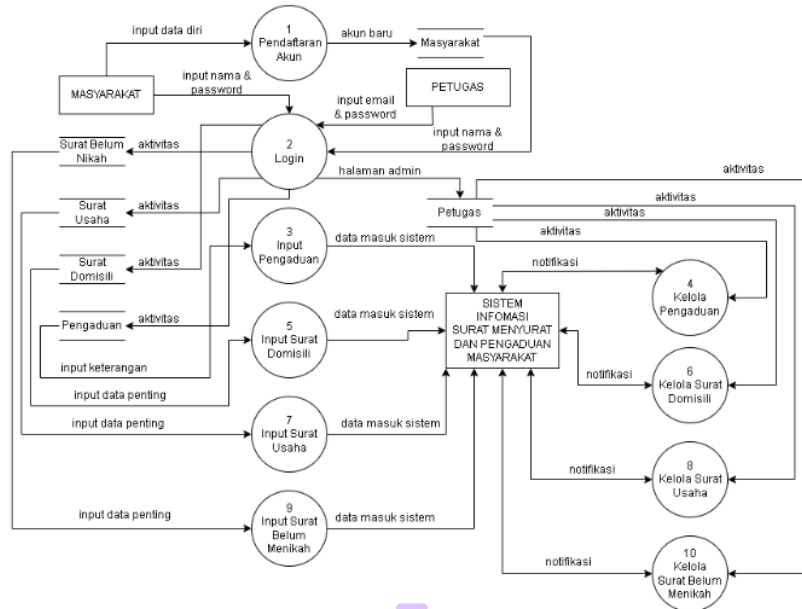 1
Pendaftaran
Akun
input data diri
akun baru
Masyarakat
MASYARAKAT
input nama &
password
PETUGAS
input email
& password
input nama &
password
2
Login
Surat Belum
Nikah
aktivitas
halaman admin
aktivitas
Surat
Usaha
aktivitas
Petugas
aktivitas
aktivitas
aktivitas
3
Input
Pengaduan
data masuk sistem
Surat
Domisili
aktivitas
notifikasi
4
Kelola
Pengaduan
SISTEM
INFOMASI
SURAT MENYURAT
DAN PENGADUAN
MASYARAKAT
Pengaduan
aktivitas
5
Input Surat
Domisili
data masuk sistem
input keterangan
notifikasi
6
Kelola Surat
Domisili
input data penting
input data penting
7
Input Surat
Usaha
data masuk sistem
notifikasi
8
Kelola Surat
Usaha
input data penting
9
Input Surat
Belum
Menikah
data masuk sistem
notifikasi
10
Kelola
Surat Belum
Menikah